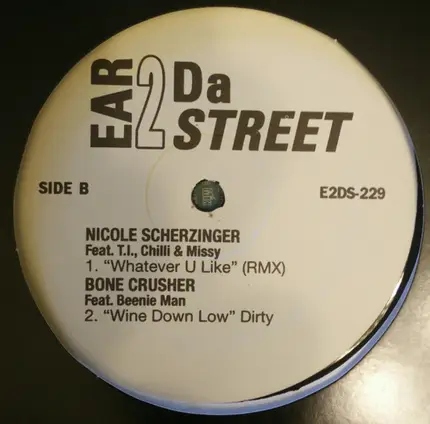 EAR 2 Da
STREET
SIDE B
E2DS-229
NICOLE SCHERZINGER
Feat. T.I., Chilli & Missy
1. “Whatever U Like” (RMX)
BONE CRUSHER
Feat. Beenie Man
2. “Wine Down Low” Dirty